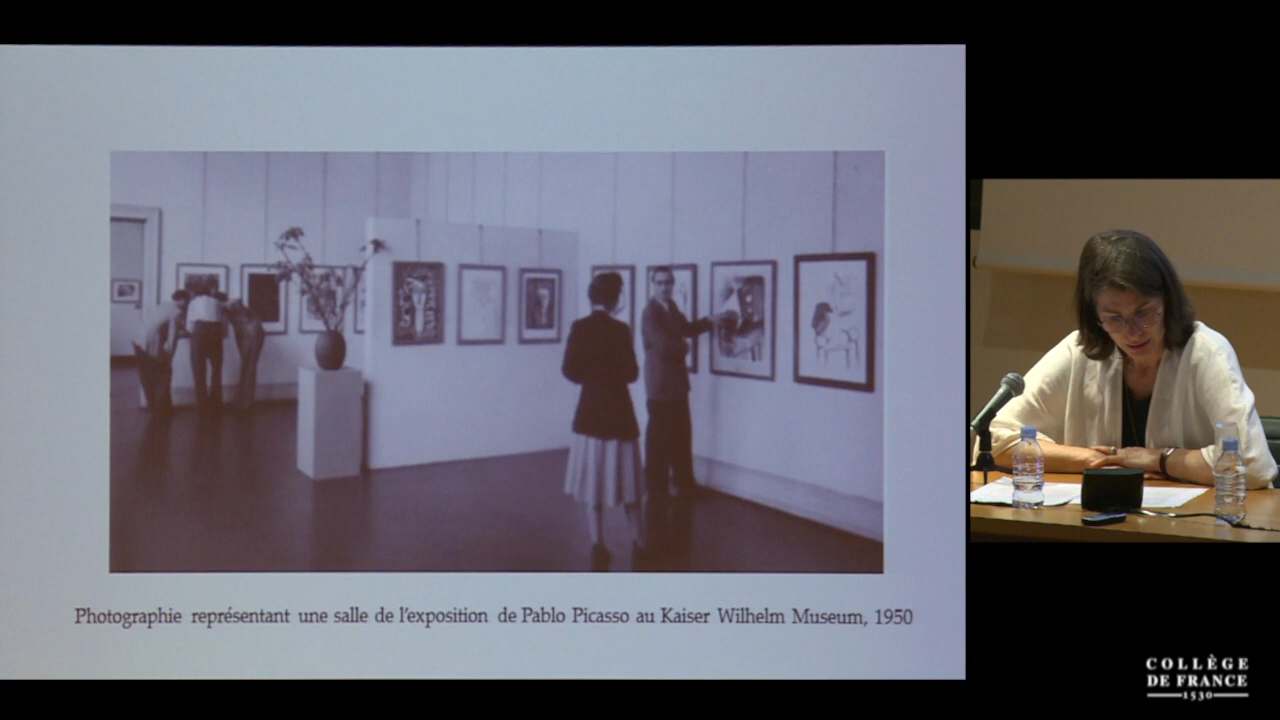 Photographie représentant une salle de l'exposition de Pablo Picasso au Kaiser Wilhelm Museum, 1950
COLLÈGE
DE FRANCE
1530